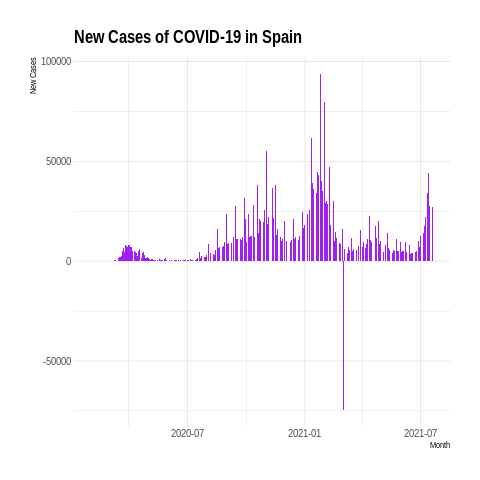 New Cases of COVID-19 in Spain
New Cases
100000
50000
0
-50000
2020-07 2021-01 2021-07
Month